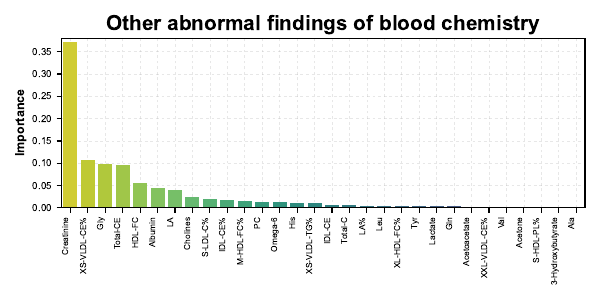 Other abnormal findings of blood chemistry
Importance
0.35
0.30
0.25
0.20
0.15
0.10
0.05
0.00
Creatinine
XS-VLDL-CE%
Gly
Total-CE
HDL-FC
Albumin
LA
Cholines
S-LDL-C%
IDL-CE%
M-HDL-FC%
PC
Omega-6
His
XS-VLDL-TG%
IDL-CE
Total-C
LA%
Leu
XL-HDL-FC%
Tyr
Lactate
Gln
Acetoacetate
XXL-VLDL-CE%
Val
Acetone
S-HDL-PL%
3-Hydroxybutyrate
Ala